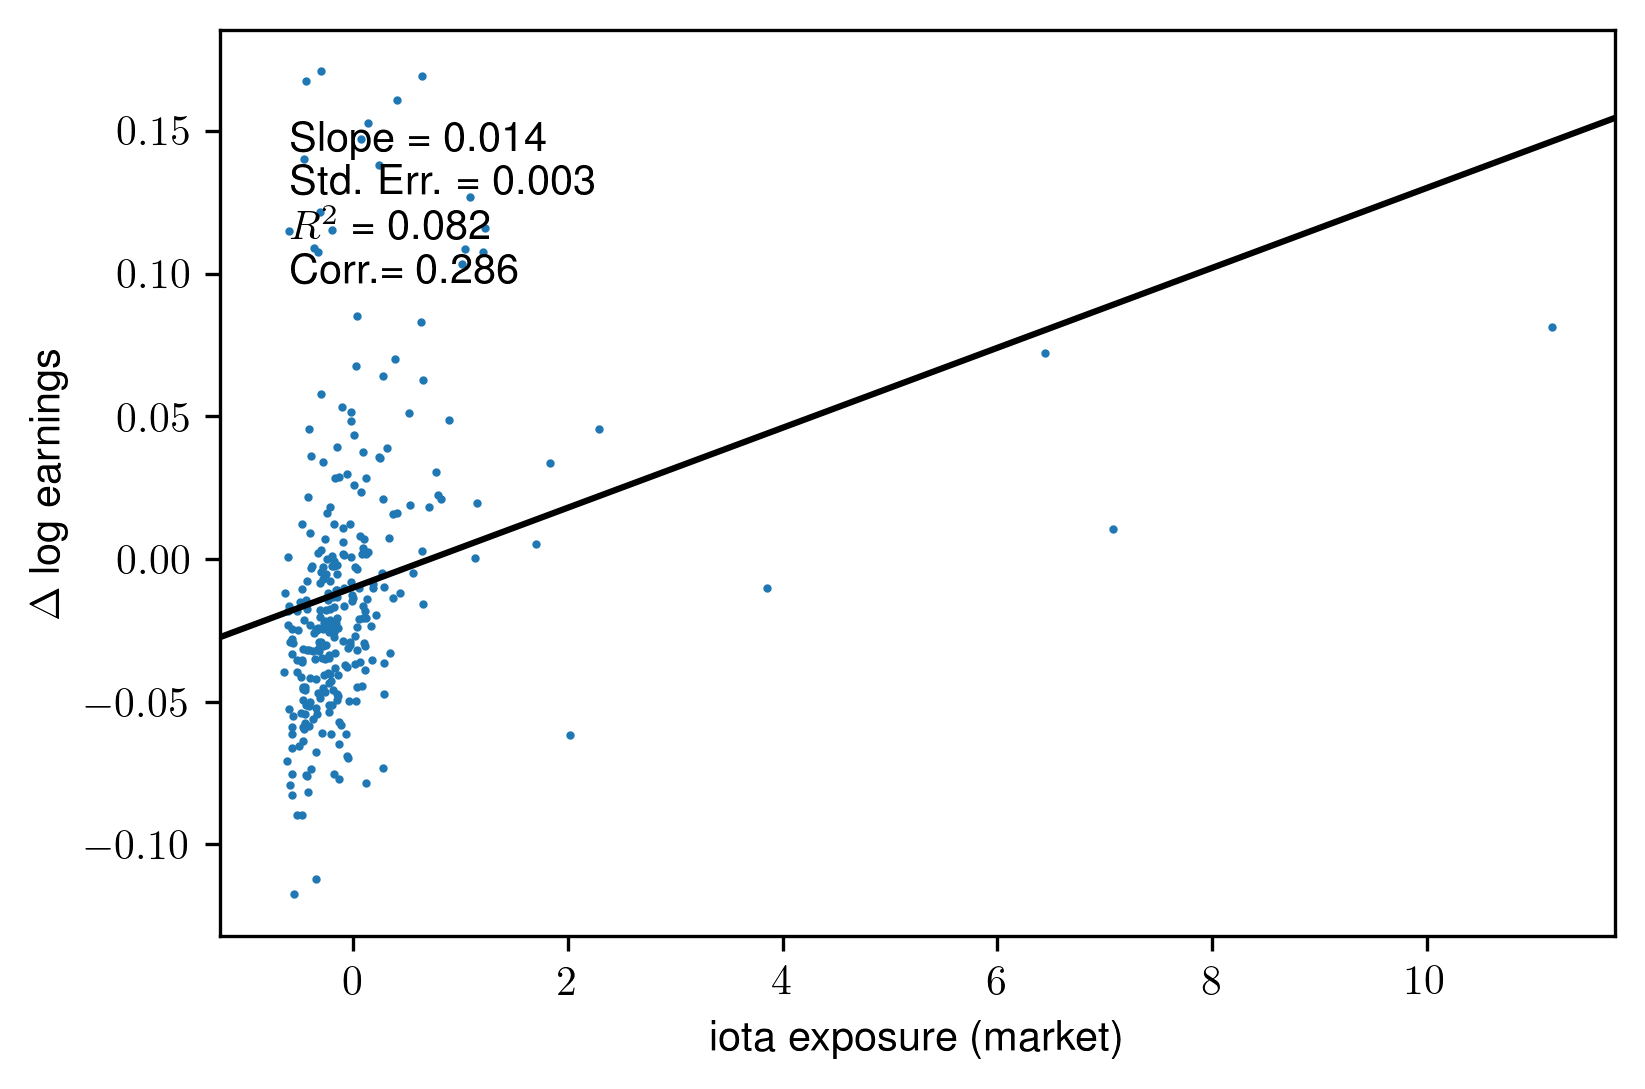 0.15
0.10
0.05
0.00
−0.05
−0.10
Δ log earnings
Slope = 0.014
Std. Err. = 0.003
R² = 0.082
Corr.= 0.286
0 2 4 6 8 10
iota exposure (market)